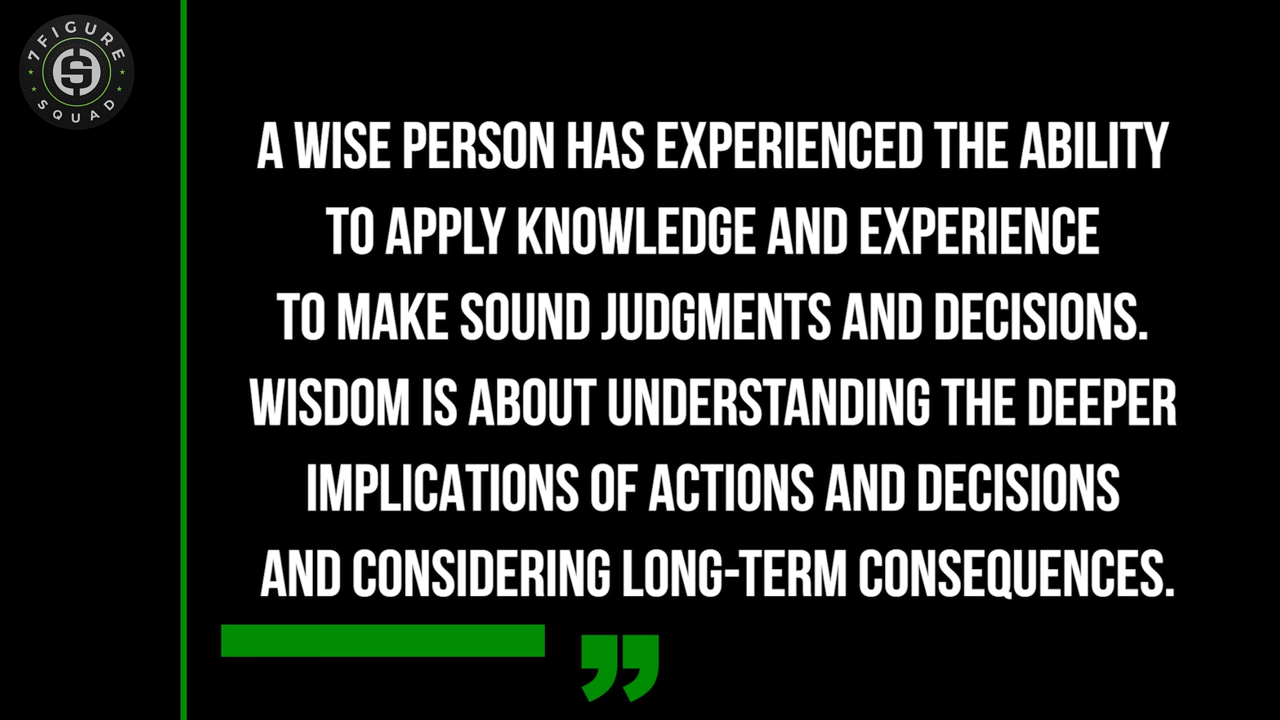 7 FIGURE
SQUAD
A WISE PERSON HAS EXPERIENCED THE ABILITY
TO APPLY KNOWLEDGE AND EXPERIENCE
TO MAKE SOUND JUDGMENTS AND DECISIONS.
WISDOM IS ABOUT UNDERSTANDING THE DEEPER
IMPLICATIONS OF ACTIONS AND DECISIONS
AND CONSIDERING LONG-TERM CONSEQUENCES.
”